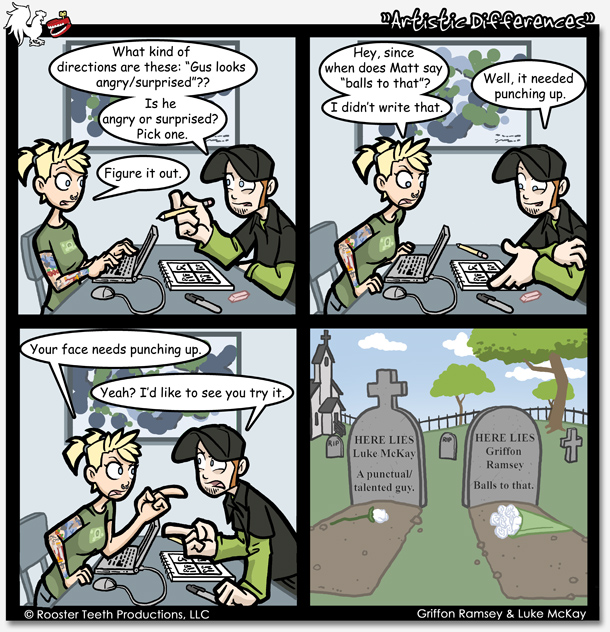 "Artistic Differences"
What kind of
directions are these: "Gus looks
angry/surprised"??
Is he
angry or surprised?
Pick one.
Figure it out.
Hey, since
when does Matt say
"balls to that"?
I didn't write that.
Well, it needed
punching up.
Your face needs punching up.
Yeah? I'd like to see you try it.
RIP
HERE LIES
Luke McKay
A punctual/
talented guy.
RIP
HERE LIES
Griffon
Ramsey
Balls to that.
© Rooster Teeth Productions, LLC
Griffon Ramsey & Luke McKay